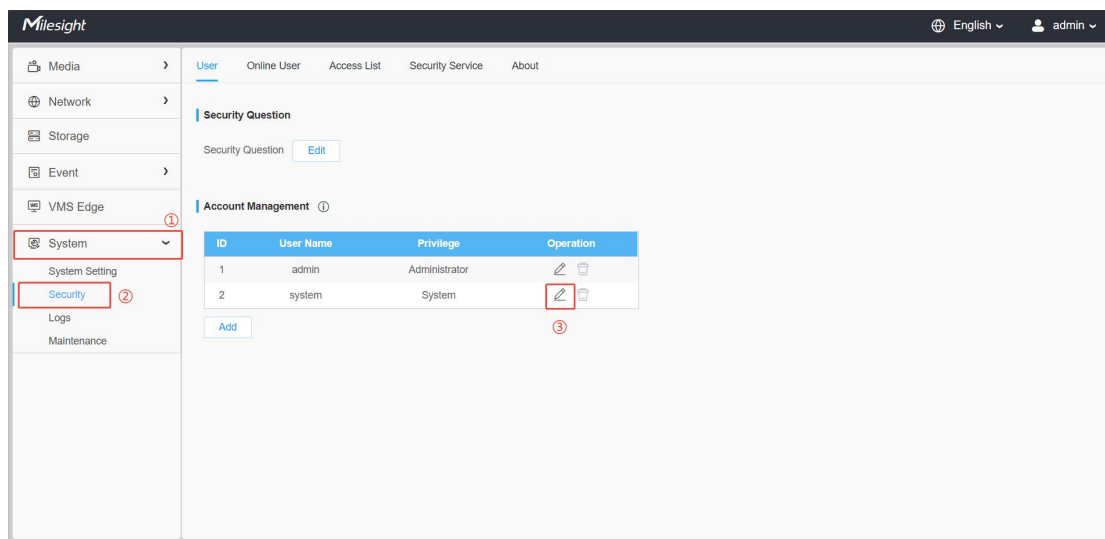 Milesight
English
admin
Media
Network
Storage
Event
VMS Edge
①
System
System Setting
Security
②
Logs
Maintenance
User Online User Access List Security Service About
Security Question
Security Question Edit
Account Management
ID User Name Privilege Operation
1 admin Administrator
2 system System
Add
③